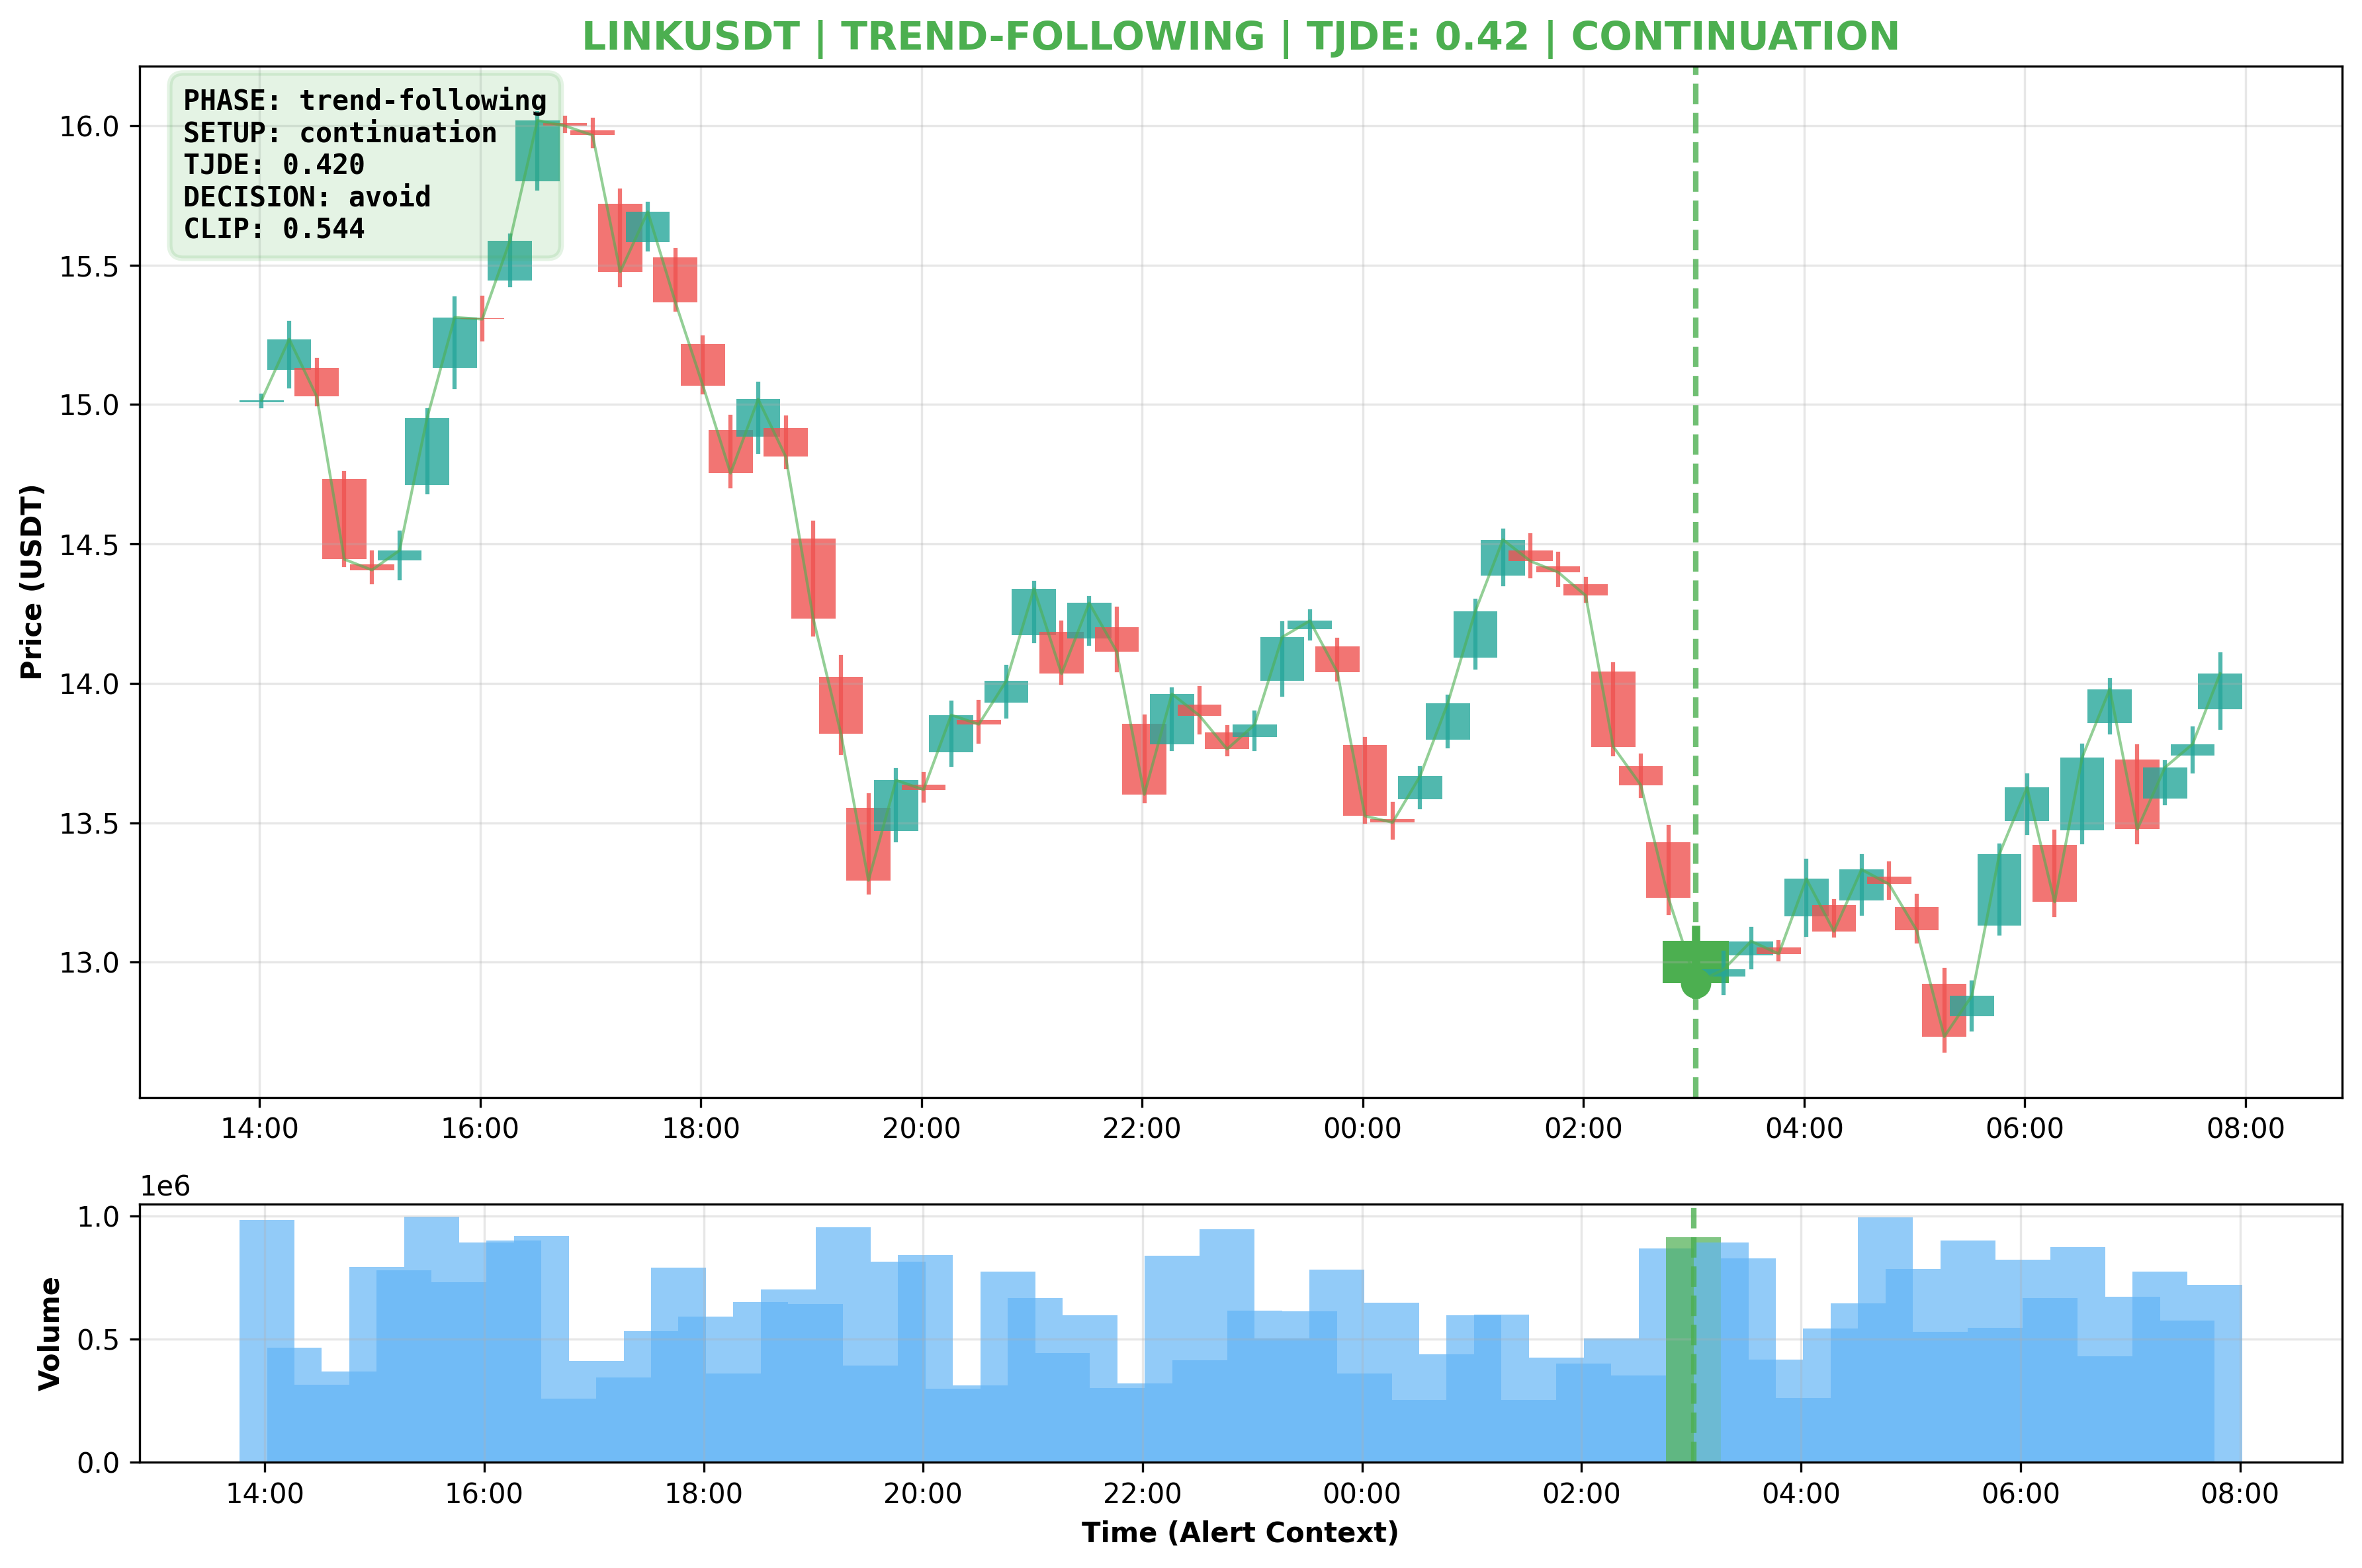 LINKUSDT | TREND-FOLLOWING | TJDE: 0.42 | CONTINUATION
PHASE: trend-following
SETUP: continuation
TJDE: 0.420
DECISION: avoid
CLIP: 0.544
Price (USDT)
16.0
15.5
15.0
14.5
14.0
13.5
13.0
14:00 16:00 18:00 20:00 22:00 00:00 02:00 04:00 06:00 08:00
1e6
Volume
1.0
0.5
0.0
14:00 16:00 18:00 20:00 22:00 00:00 02:00 04:00 06:00 08:00
Time (Alert Context)